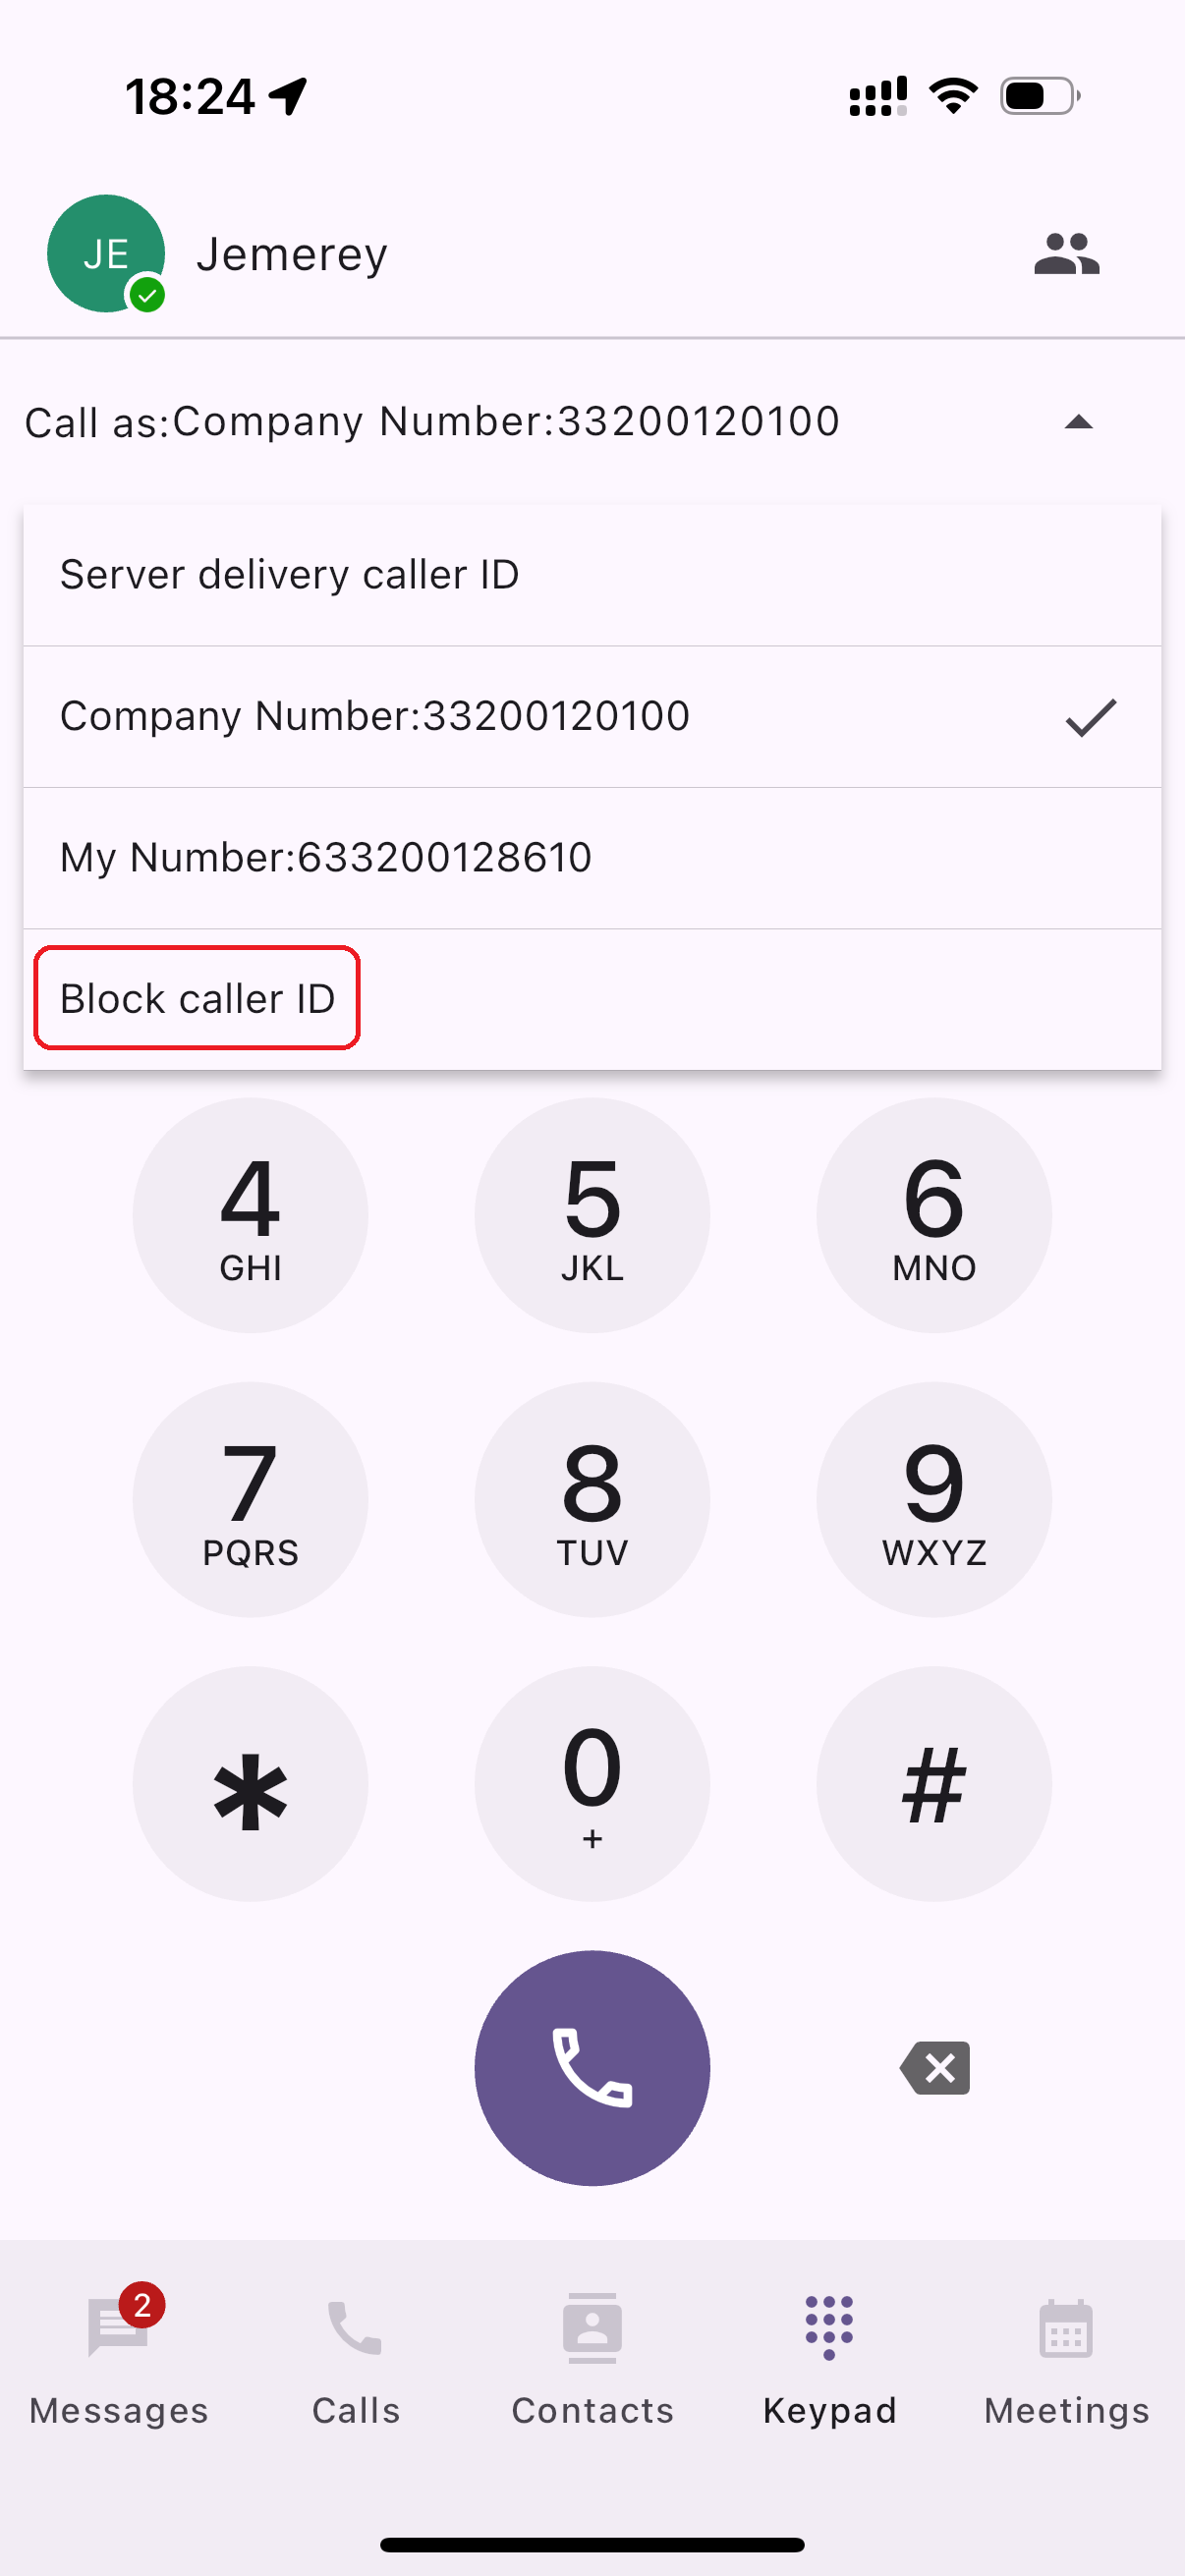 18:24
JE
Jemerey
Call as:Company Number:33200120100
Server delivery caller ID
Company Number:33200120100
My Number:633200128610
Block caller ID
4 5 6
GHI JKL MNO
7 8 9
PQRS TUV WXYZ
* 0 #
+
2
Messages Calls Contacts Keypad Meetings